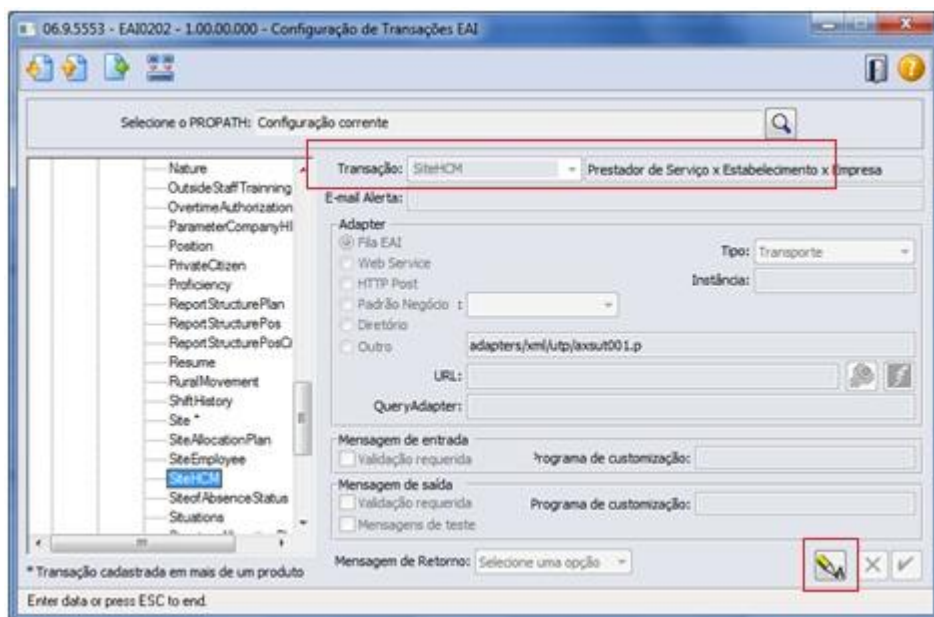 06.9.5553 - EAI0202 - 1.00.00.000 - Configuração de Transações EAI
Selecione o PROPATH: Configuração corrente
Nature
OutsideStaffTrainning
OvertimeAuthorization
ParameterCompanyHI
Position
PrivateCitizen
Proficiency
ReportStructurePlan
ReportStructurePos
ReportStructurePosO
Resume
RuralMovement
ShiftHistory
Site *
SiteAllocationPlan
SiteEmployee
SiteHCM
SiteofAbsenceStatus
Situations
* Transação cadastrada em mais de um produto
Transação: SiteHCM Prestador de Serviço x Estabelecimento x Empresa
E-mail Alerta:
Adapter
Fila EAI
Tipo: Transporte
Web Service
Instância:
HTTP Post
Padrão Negócio :
Diretório
Outro adapters/xml/utp/axsut001.p
URL:
QueryAdapter:
Mensagem de entrada
Validação requerida Programa de customização:
Mensagem de saída
Validação requerida Programa de customização:
Mensagens de teste
Mensagem de Retorno: Selecione uma opção
Enter data or press ESC to end.